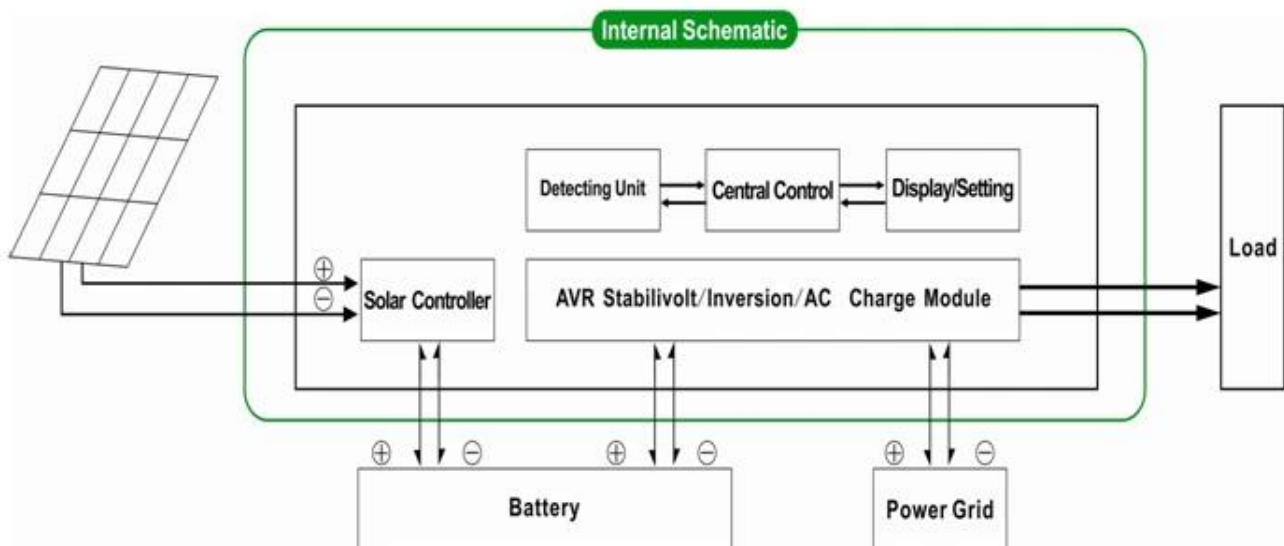 Internal Schematic
Detecting Unit
Central Control
Display/Setting
Load
⊕
⊖
Solar Controller
AVR Stabilivolt/Inversion/AC Charge Module
⊕ ⊖ ⊕ ⊖ ⊕ ⊖
Battery
Power Grid